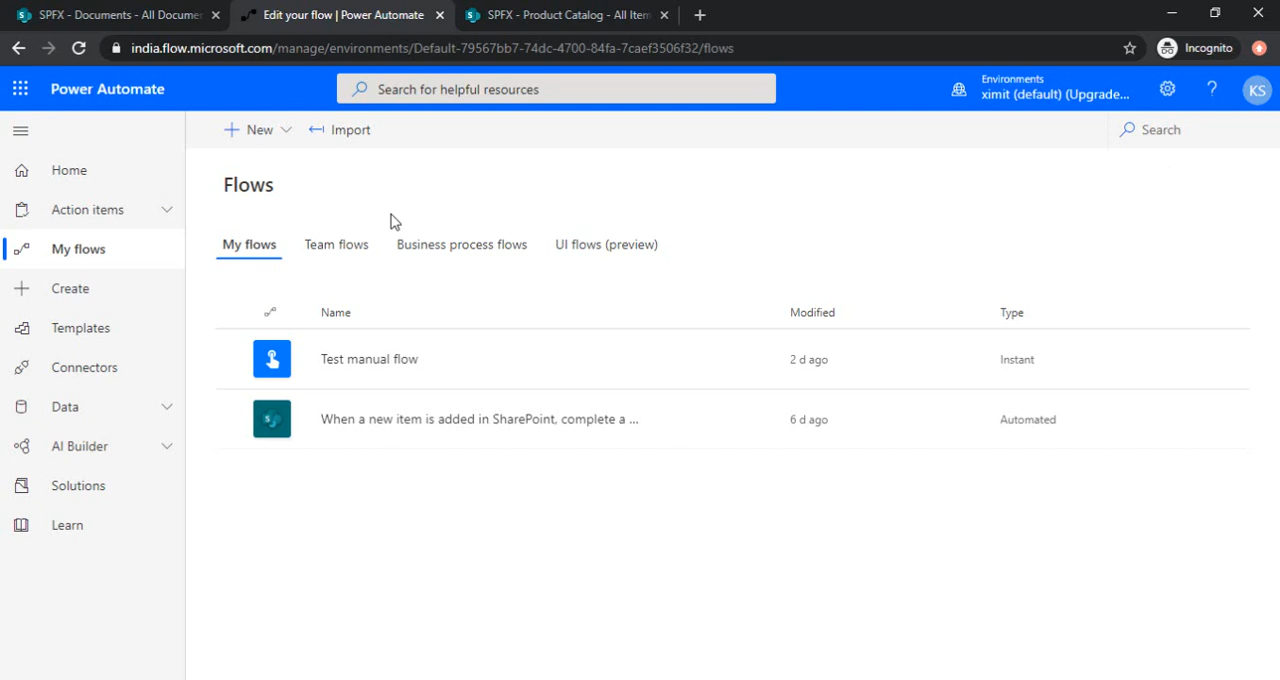 SPFX - Documents - All Documer
Edit your flow | Power Automate
SPFX - Product Catalog - All Item
india.flow.microsoft.com/manage/environments/Default-79567bb7-74dc-4700-84fa-7caef3506f32/flows
Incognito
Power Automate
Search for helpful resources
Environments
ximit (default) (Upgrade...
?
KS
New
Import
Search
Home
Action items
My flows
Create
Templates
Connectors
Data
AI Builder
Solutions
Learn
Flows
My flows
Team flows
Business process flows
UI flows (preview)
Name
Modified
Type
Test manual flow
2 d ago
Instant
When a new item is added in SharePoint, complete a ...
6 d ago
Automated